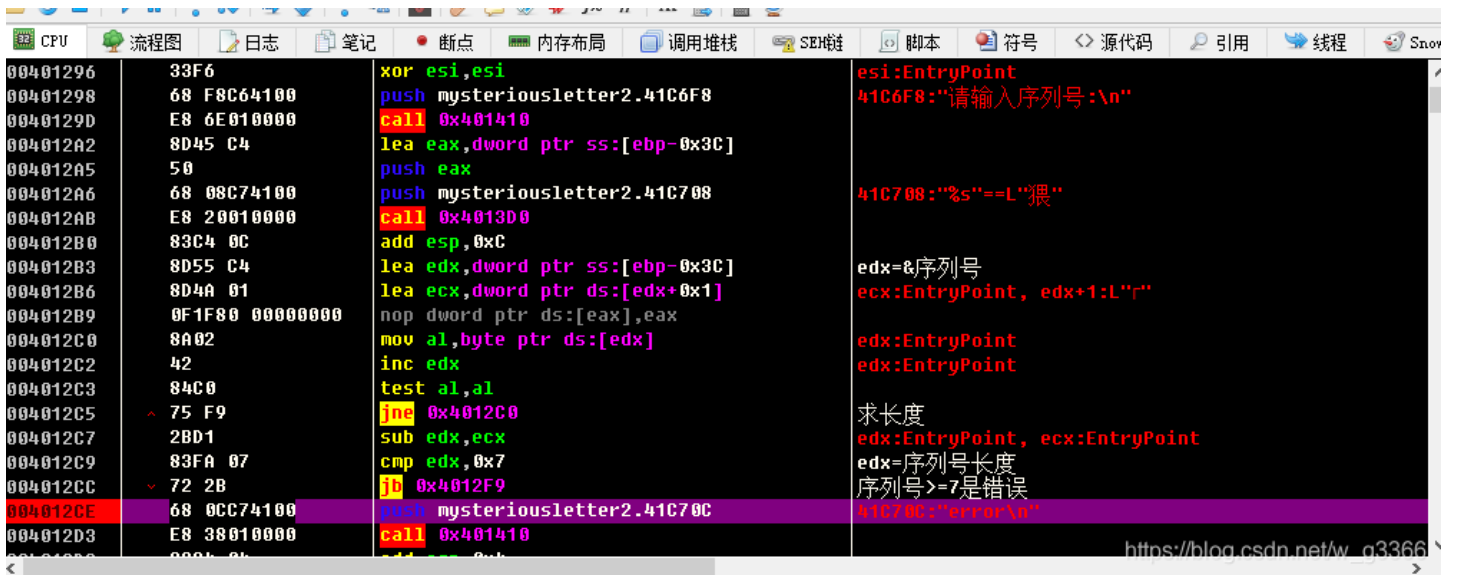 CPU 流程图 日志 笔记 断点 内存布局 调用堆栈 SEH链 脚本 符号 源代码 引用 线程 Snow
00401296 33F6 xor esi,esi esi:EntryPoint
00401298 68 F8C64100 push mysteriousletter2.41C6F8 41C6F8:"请输入序列号:\n"
0040129D E8 6E010000 call 0x401410
004012A2 8D45 C4 lea eax,dword ptr ss:[ebp-0x3C]
004012A5 50 push eax
004012A6 68 08C74100 push mysteriousletter2.41C708 41C708:"%s"==L"猥"
004012AB E8 20010000 call 0x4013D0
004012B0 83C4 0C add esp,0xC
004012B3 8D55 C4 lea edx,dword ptr ss:[ebp-0x3C] edx=&序列号
004012B6 8D4A 01 lea ecx,dword ptr ds:[edx+0x1] ecx:EntryPoint, edx+1:L"┌"
004012B9 0F1F80 00000000 nop dword ptr ds:[eax],eax
004012C0 8A02 mov al,byte ptr ds:[edx] edx:EntryPoint
004012C2 42 inc edx edx:EntryPoint
004012C3 84C0 test al,al
004012C5 ^ 75 F9 jne 0x4012C0 求长度
004012C7 2BD1 sub edx,ecx edx:EntryPoint, ecx:EntryPoint
004012C9 83FA 07 cmp edx,0x7 edx=序列号长度
004012CC 72 2B jb 0x4012F9 序列号>=7是错误
004012CE 68 0CC74100 push mysteriousletter2.41C70C 41C70C:"error\n"
004012D3 E8 38010000 call 0x401410
https://blog.csdn.net/w_g3366